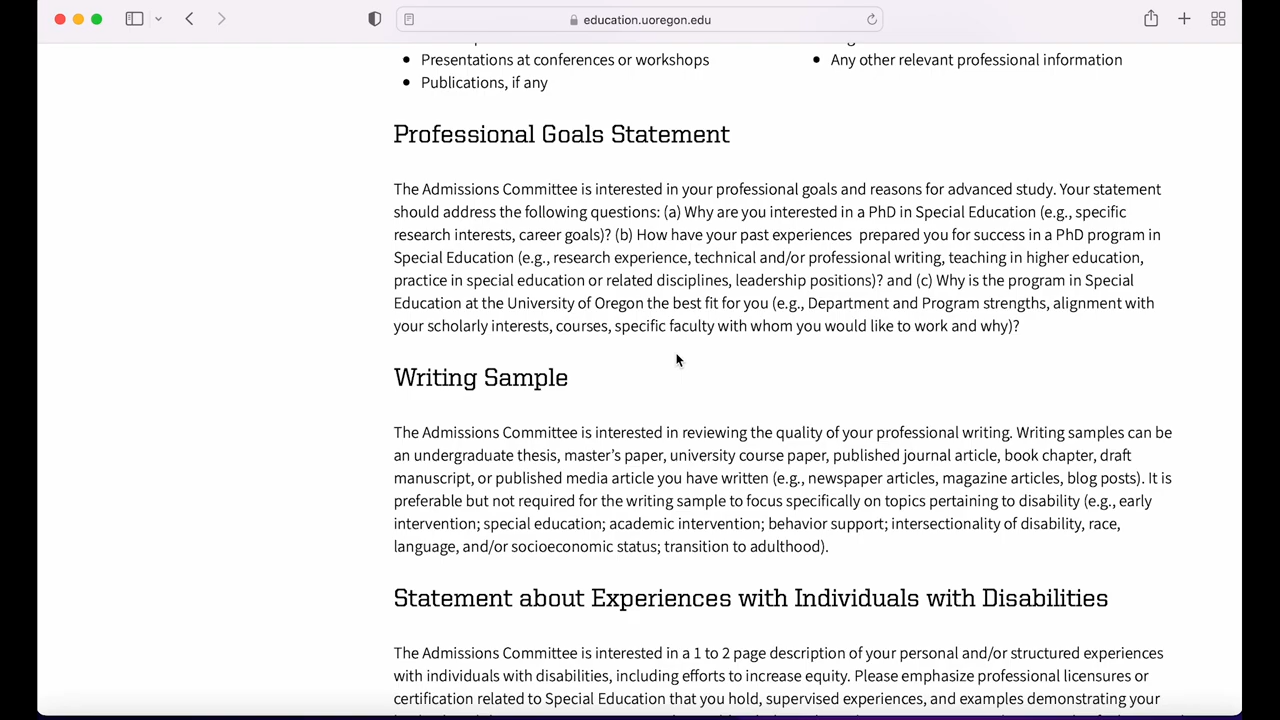 education.uoregon.edu
Presentations at conferences or workshops
Publications, if any
Any other relevant professional information
Professional Goals Statement
The Admissions Committee is interested in your professional goals and reasons for advanced study. Your statement
should address the following questions: (a) Why are you interested in a PhD in Special Education (e.g., specific
research interests, career goals)? (b) How have your past experiences  prepared you for success in a PhD program in
Special Education (e.g., research experience, technical and/or professional writing, teaching in higher education,
practice in special education or related disciplines, leadership positions)? and (c) Why is the program in Special
Education at the University of Oregon the best fit for you (e.g., Department and Program strengths, alignment with
your scholarly interests, courses, specific faculty with whom you would like to work and why)?
Writing Sample
The Admissions Committee is interested in reviewing the quality of your professional writing. Writing samples can be
an undergraduate thesis, master’s paper, university course paper, published journal article, book chapter, draft
manuscript, or published media article you have written (e.g., newspaper articles, magazine articles, blog posts). It is
preferable but not required for the writing sample to focus specifically on topics pertaining to disability (e.g., early
intervention; special education; academic intervention; behavior support; intersectionality of disability, race,
language, and/or socioeconomic status; transition to adulthood).
Statement about Experiences with Individuals with Disabilities
The Admissions Committee is interested in a 1 to 2 page description of your personal and/or structured experiences
with individuals with disabilities, including efforts to increase equity. Please emphasize professional licensures or
certification related to Special Education that you hold, supervised experiences, and examples demonstrating your